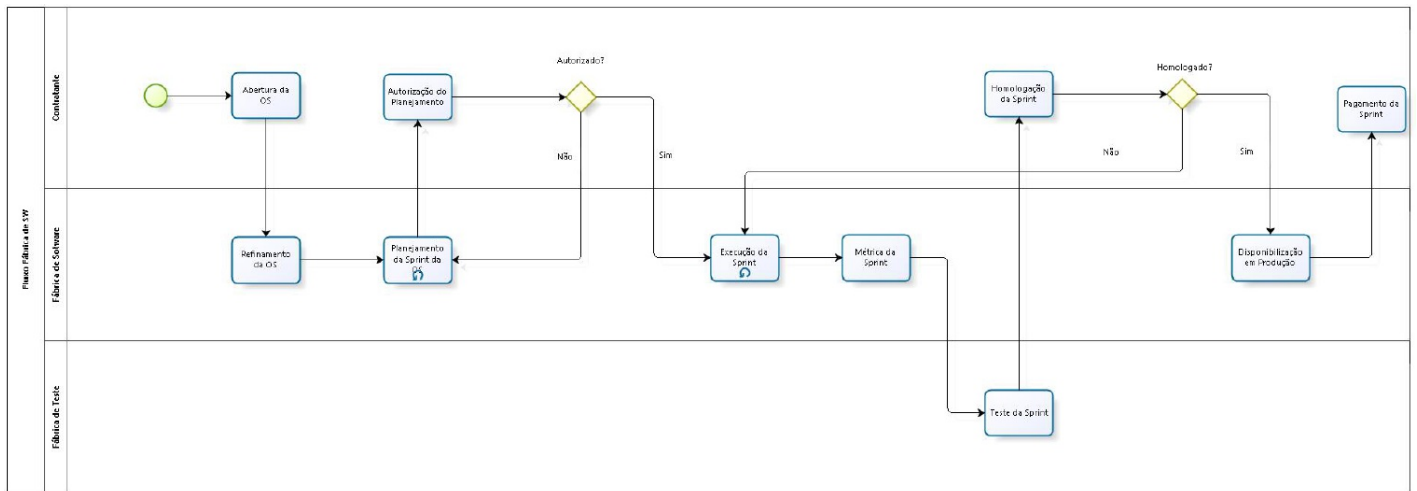 Fluxo Fábrica de SW
Contratante
Abertura da
OS
Autorização do
Planejamento
Autorizado?
Não
Sim
Homologação
da Sprint
Homologado?
Não
Sim
Pagamento da
Sprint
Fábrica de Software
Refinamento
da OS
Planejamento
da Sprint da
OS
Execução da
Sprint
Métrica da
Sprint
Disponibilização
em Produção
Fábrica de Teste
Teste da Sprint